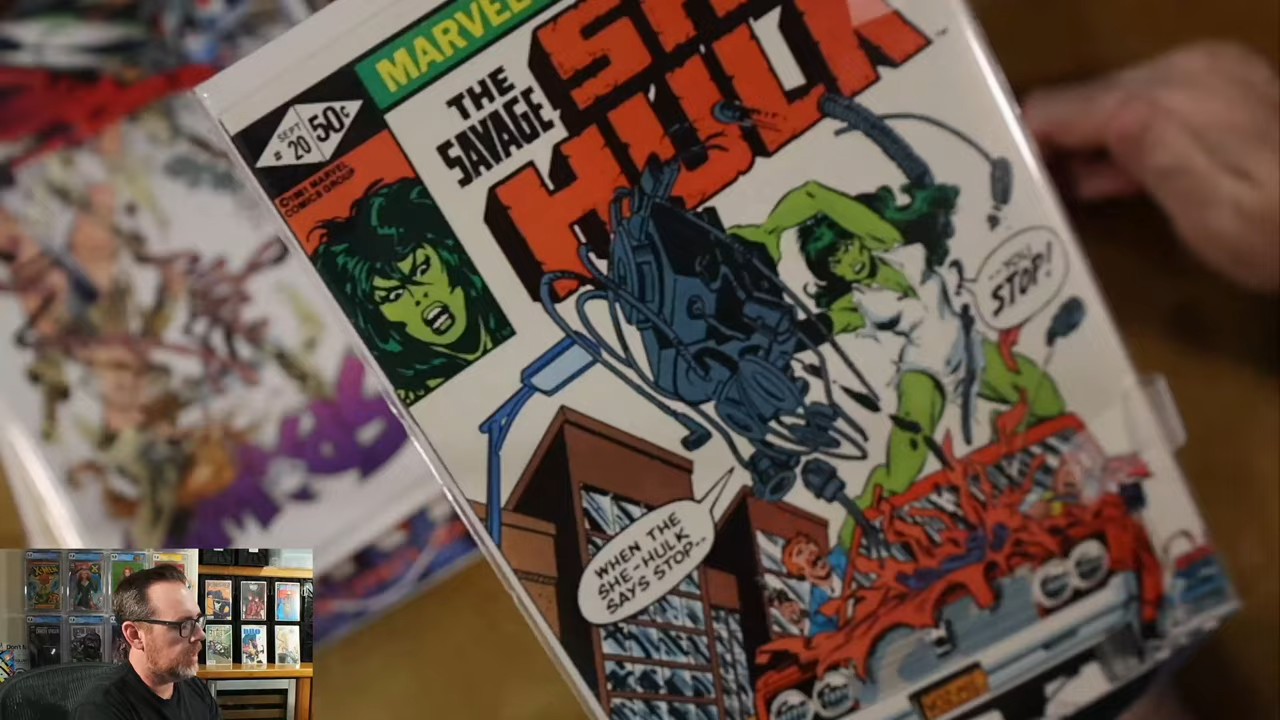 MARVEL
THE
SAVAGE
SHE
HULK
SEPT
# 20
50¢
©1981 MARVEL
COMICS GROUP
...YOU
STOP!
WHEN THE
SHE-HULK
SAYS STOP--